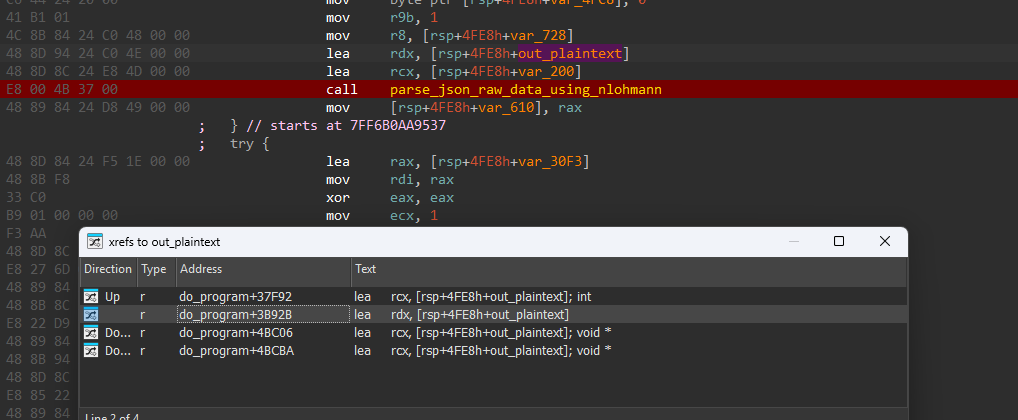 C6 44 24 20 00 mov byte ptr [rsp+4FE8h+var_4FC8], 0
41 B1 01 mov r9b, 1
4C 8B 84 24 C0 48 00 00 mov r8, [rsp+4FE8h+var_728]
48 8D 94 24 C0 4E 00 00 lea rdx, [rsp+4FE8h+out_plaintext]
48 8D 8C 24 E8 4D 00 00 lea rcx, [rsp+4FE8h+var_200]
E8 00 4B 37 00 call parse_json_raw_data_using_nlohmann
48 89 84 24 D8 49 00 00 mov [rsp+4FE8h+var_610], rax
; } // starts at 7FF6B0AA9537
; try {
48 8D 84 24 F5 1E 00 00 lea rax, [rsp+4FE8h+var_30F3]
48 8B F8 mov rdi, rax
33 C0 xor eax, eax
B9 01 00 00 00 mov ecx, 1
F3 AA
48 8D 8C
E8 27 6D
48 89 84
48 8B 8C
E8 22 D9
48 89 84
48 8B 94
48 8D 8C
E8 85 22
48 89 84
xrefs to out_plaintext
Direction Type Address Text
Up r do_program+37F92 lea rcx, [rsp+4FE8h+out_plaintext]; int
r do_program+3B92B lea rdx, [rsp+4FE8h+out_plaintext]
Do... r do_program+4BC06 lea rcx, [rsp+4FE8h+out_plaintext]; void *
Do... r do_program+4BCBA lea rcx, [rsp+4FE8h+out_plaintext]; void *
Line 2 of 4